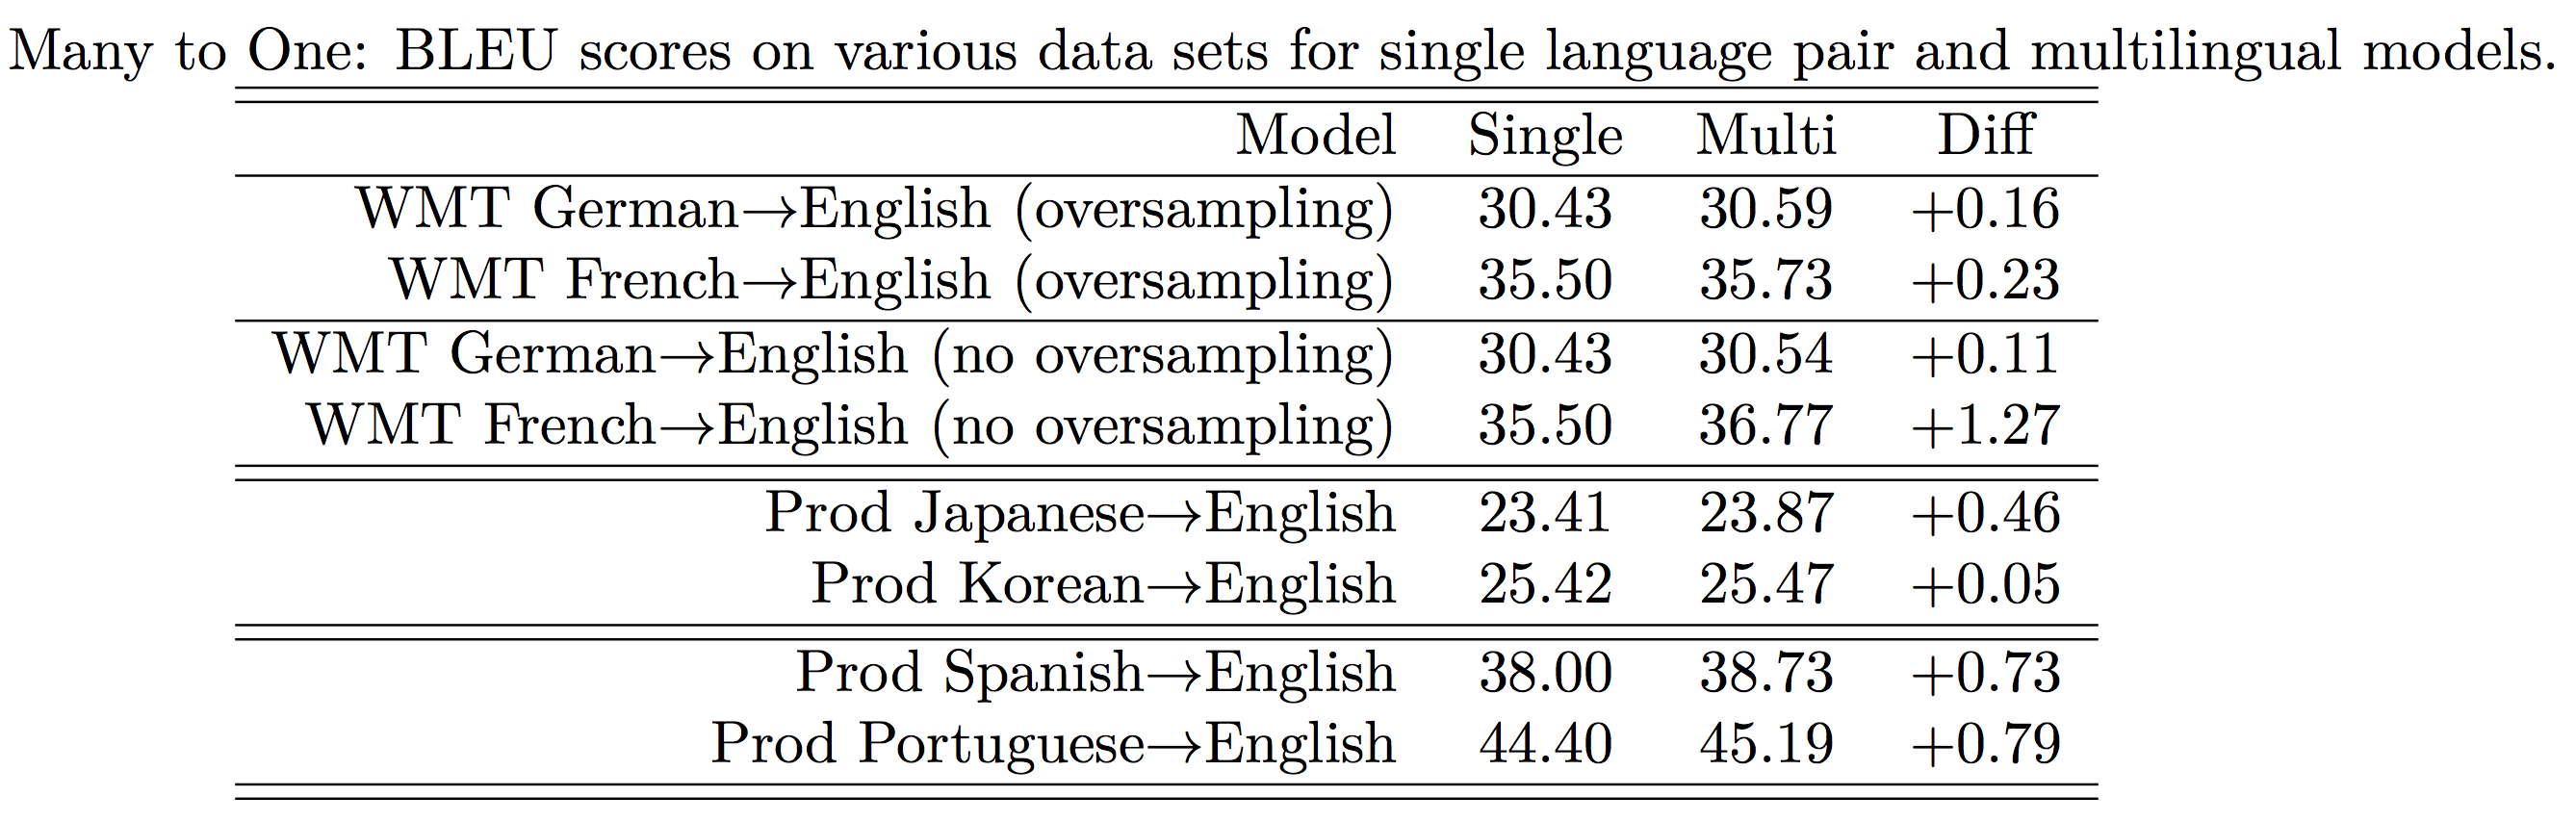 Many to One: BLEU scores on various data sets for single language pair and multilingual models.
Model Single Multi Diff
WMT German→English (oversampling) 30.43 30.59 +0.16
WMT French→English (oversampling) 35.50 35.73 +0.23
WMT German→English (no oversampling) 30.43 30.54 +0.11
WMT French→English (no oversampling) 35.50 36.77 +1.27
Prod Japanese→English 23.41 23.87 +0.46
Prod Korean→English 25.42 25.47 +0.05
Prod Spanish→English 38.00 38.73 +0.73
Prod Portuguese→English 44.40 45.19 +0.79